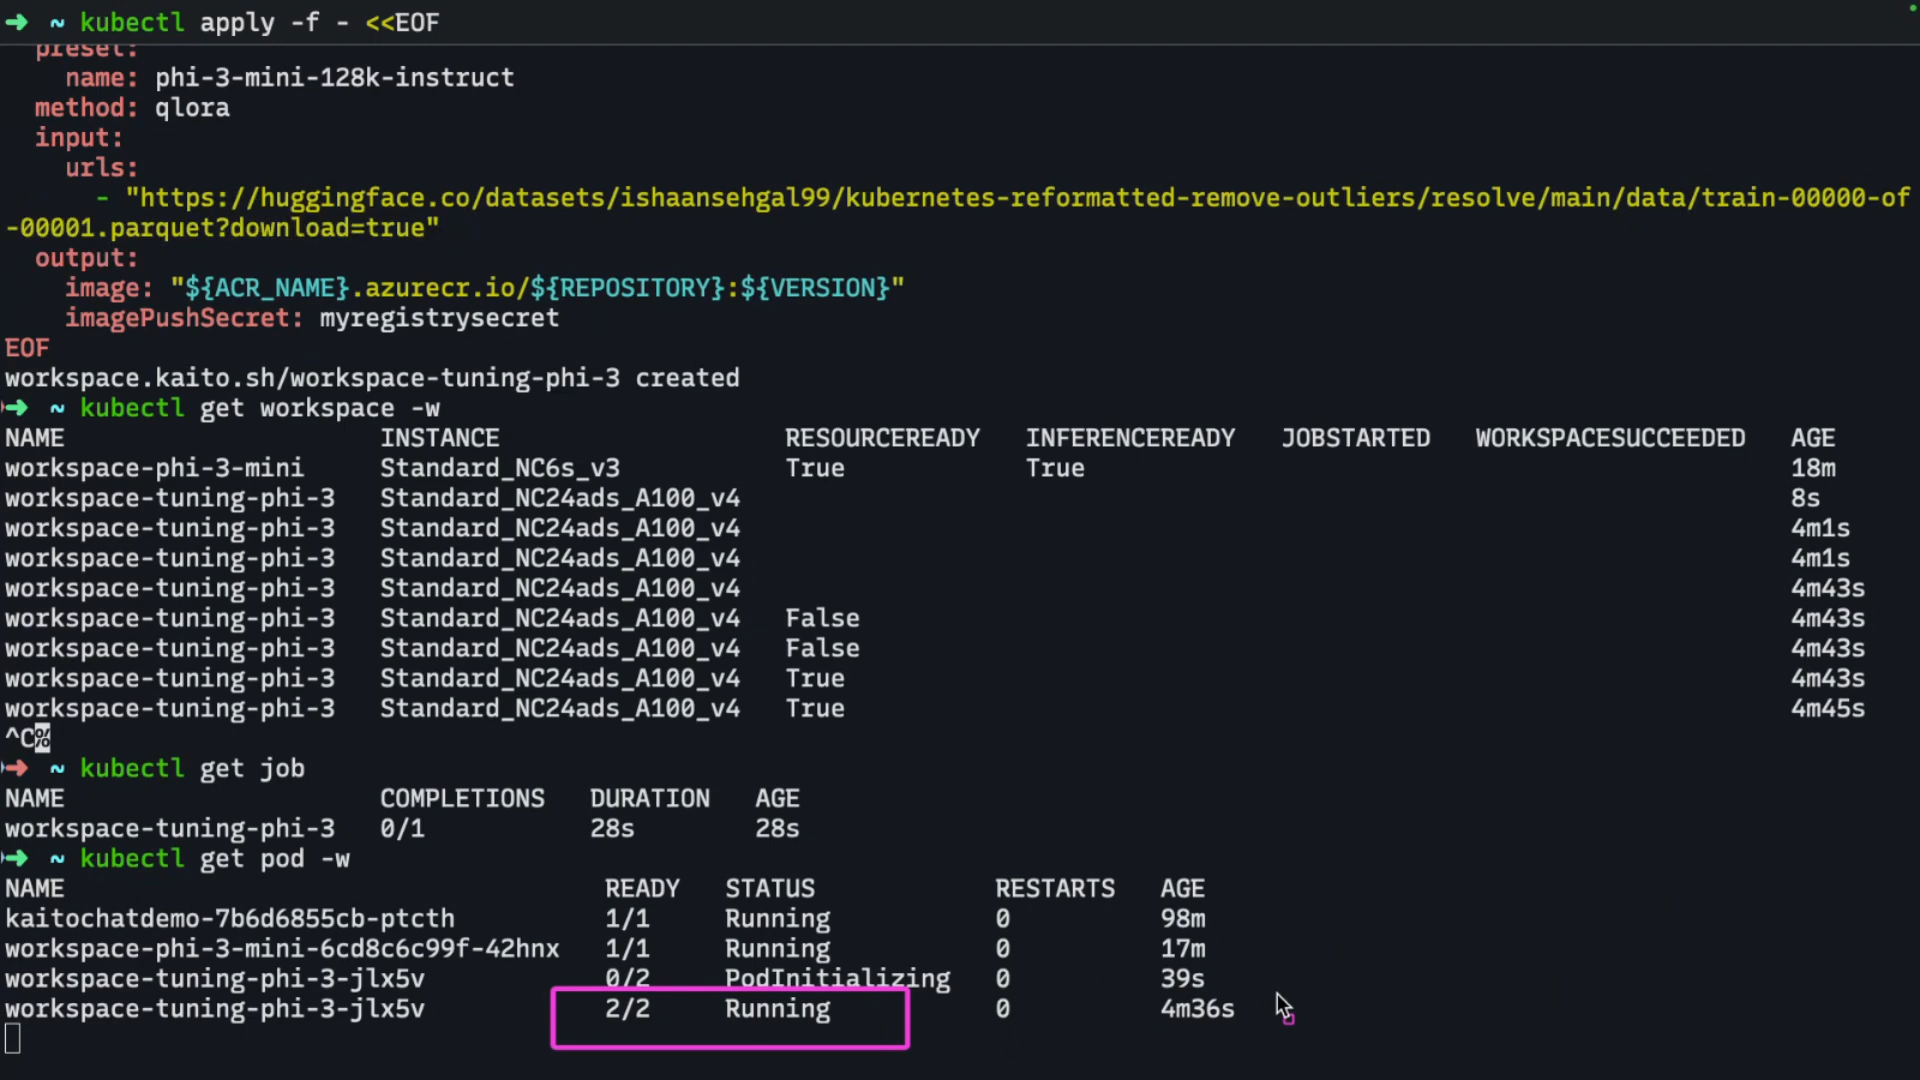 ➜ ~ kubectl apply -f - <<EOF
preset:
name: phi-3-mini-128k-instruct
method: qlora
input:
urls:
- "https://huggingface.co/datasets/ishaansehgal99/kubernetes-reformatted-remove-outliers/resolve/main/data/train-00000-of
-00001.parquet?download=true"
output:
image: "${ACR_NAME}.azurecr.io/${REPOSITORY}:${VERSION}"
imagePushSecret: myregistrysecret
EOF
workspace.kaito.sh/workspace-tuning-phi-3 created
➜ ~ kubectl get workspace -w
NAME INSTANCE RESOURCEREADY INFERENCEREADY JOBSTARTED WORKSPACESUCCEEDED AGE
workspace-phi-3-mini Standard_NC6s_v3 True True 18m
workspace-tuning-phi-3 Standard_NC24ads_A100_v4 8s
workspace-tuning-phi-3 Standard_NC24ads_A100_v4 4m1s
workspace-tuning-phi-3 Standard_NC24ads_A100_v4 4m1s
workspace-tuning-phi-3 Standard_NC24ads_A100_v4 4m43s
workspace-tuning-phi-3 Standard_NC24ads_A100_v4 False 4m43s
workspace-tuning-phi-3 Standard_NC24ads_A100_v4 False 4m43s
workspace-tuning-phi-3 Standard_NC24ads_A100_v4 True 4m43s
workspace-tuning-phi-3 Standard_NC24ads_A100_v4 True 4m45s
^C%
➜ ~ kubectl get job
NAME COMPLETIONS DURATION AGE
workspace-tuning-phi-3 0/1 28s 28s
➜ ~ kubectl get pod -w
NAME READY STATUS RESTARTS AGE
kaitochatdemo-7b6d6855cb-ptcth 1/1 Running 0 98m
workspace-phi-3-mini-6cd8c6c99f-42hnx 1/1 Running 0 17m
workspace-tuning-phi-3-jlx5v 0/2 PodInitializing 0 39s
workspace-tuning-phi-3-jlx5v 2/2 Running 0 4m36s